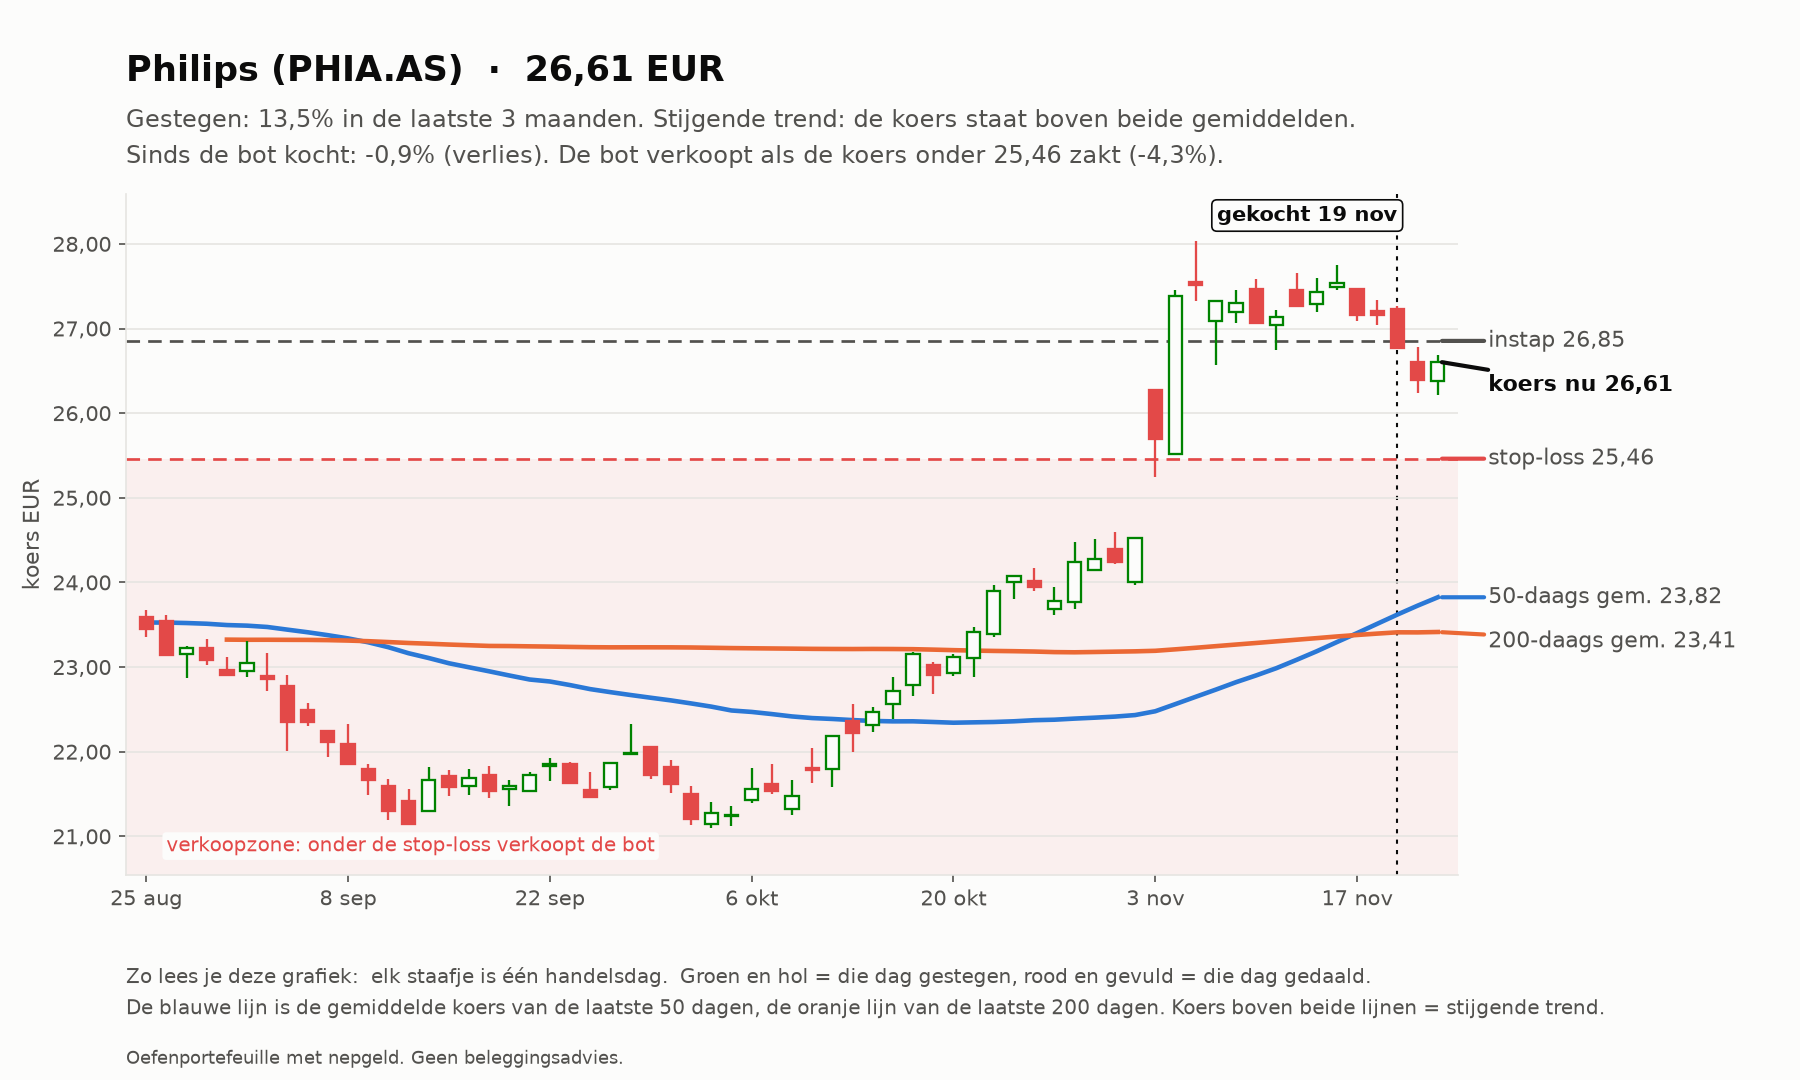 Philips (PHIA.AS)  ·  26,61 EUR
Gestegen: 13,5% in de laatste 3 maanden. Stijgende trend: de koers staat boven beide gemiddelden.
Sinds de bot kocht: -0,9% (verlies). De bot verkoopt als de koers onder 25,46 zakt (-4,3%).
gekocht 19 nov
28,00
27,00
26,00
25,00
24,00
23,00
22,00
21,00
koers EUR
instap 26,85
koers nu 26,61
stop-loss 25,46
50-daags gem. 23,82
200-daags gem. 23,41
verkoopzone: onder de stop-loss verkoopt de bot
25 aug
8 sep
22 sep
6 okt
20 okt
3 nov
17 nov
Zo lees je deze grafiek:  elk staafje is één handelsdag.  Groen en hol = die dag gestegen, rood en gevuld = die dag gedaald.
De blauwe lijn is de gemiddelde koers van de laatste 50 dagen, de oranje lijn van de laatste 200 dagen. Koers boven beide lijnen = stijgende trend.
Oefenportefeuille met nepgeld. Geen beleggingsadvies.